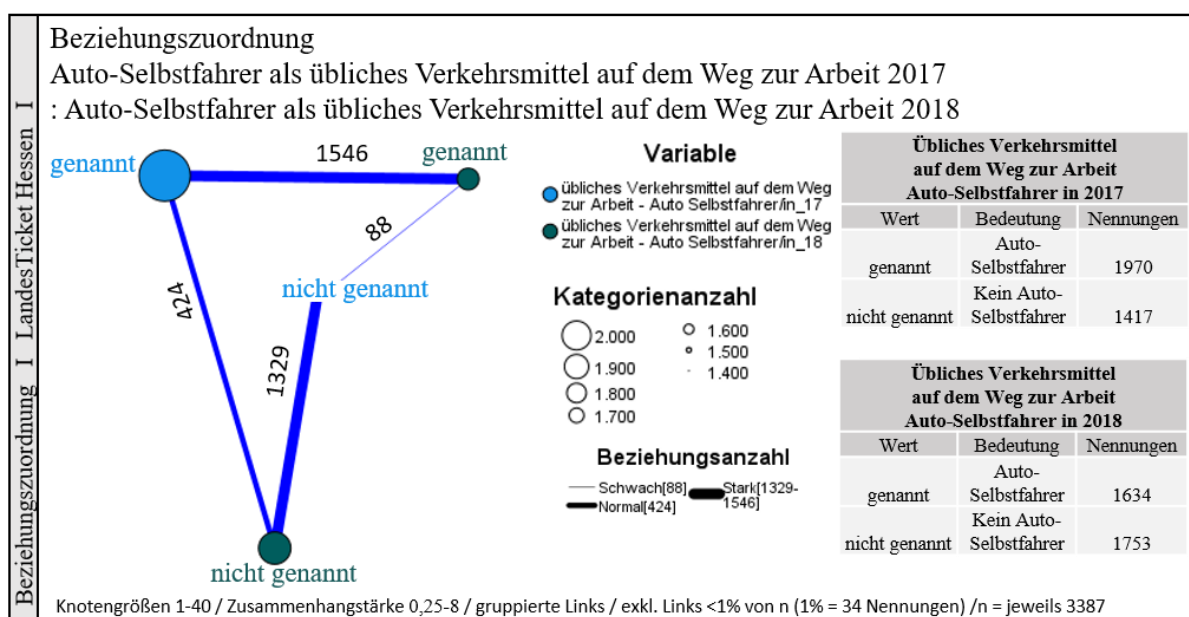 Beziehungszuordnung I LandesTicket Hessen I
Beziehungszuordnung
Auto-Selbstfahrer als übliches Verkehrsmittel auf dem Weg zur Arbeit 2017
: Auto-Selbstfahrer als übliches Verkehrsmittel auf dem Weg zur Arbeit 2018
genannt
1546
genannt
88
nicht genannt
424
1329
nicht genannt
Variable
übliches Verkehrsmittel auf dem Weg
zur Arbeit - Auto Selbstfahrer/in_17
übliches Verkehrsmittel auf dem Weg
zur Arbeit - Auto Selbstfahrer/in_18
Kategorienanzahl
2.000
1.900
1.800
1.700
1.600
1.500
1.400
Beziehungsanzahl
Schwach[88]
Normal[424]
Stark[1329-
1546]
Übliches Verkehrsmittel
auf dem Weg zur Arbeit
Auto-Selbstfahrer in 2017
Wert Bedeutung Nennungen
genannt Auto-
Selbstfahrer 1970
nicht genannt Kein Auto-
Selbstfahrer 1417
Übliches Verkehrsmittel
auf dem Weg zur Arbeit
Auto-Selbstfahrer in 2018
Wert Bedeutung Nennungen
genannt Auto-
Selbstfahrer 1634
nicht genannt Kein Auto-
Selbstfahrer 1753
Knotengrößen 1-40 / Zusammenhangstärke 0,25-8 / gruppierte Links / exkl. Links <1% von n (1% = 34 Nennungen) /n = jeweils 3387